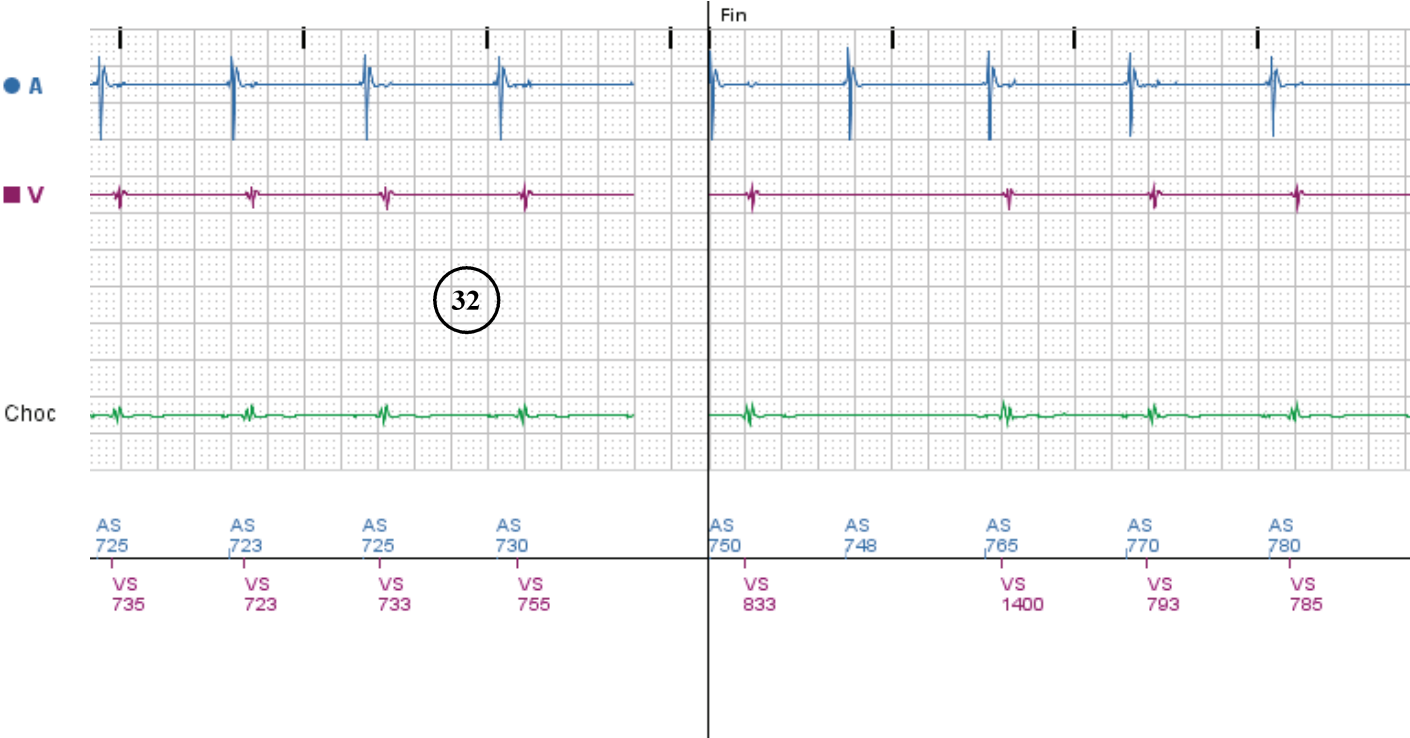 Fin
A
V
32
Choc
AS AS AS AS AS AS AS AS AS
725 723 725 730 750 748 765 770 780
VS VS VS VS VS VS VS VS
735 723 733 755 833 1400 793 785